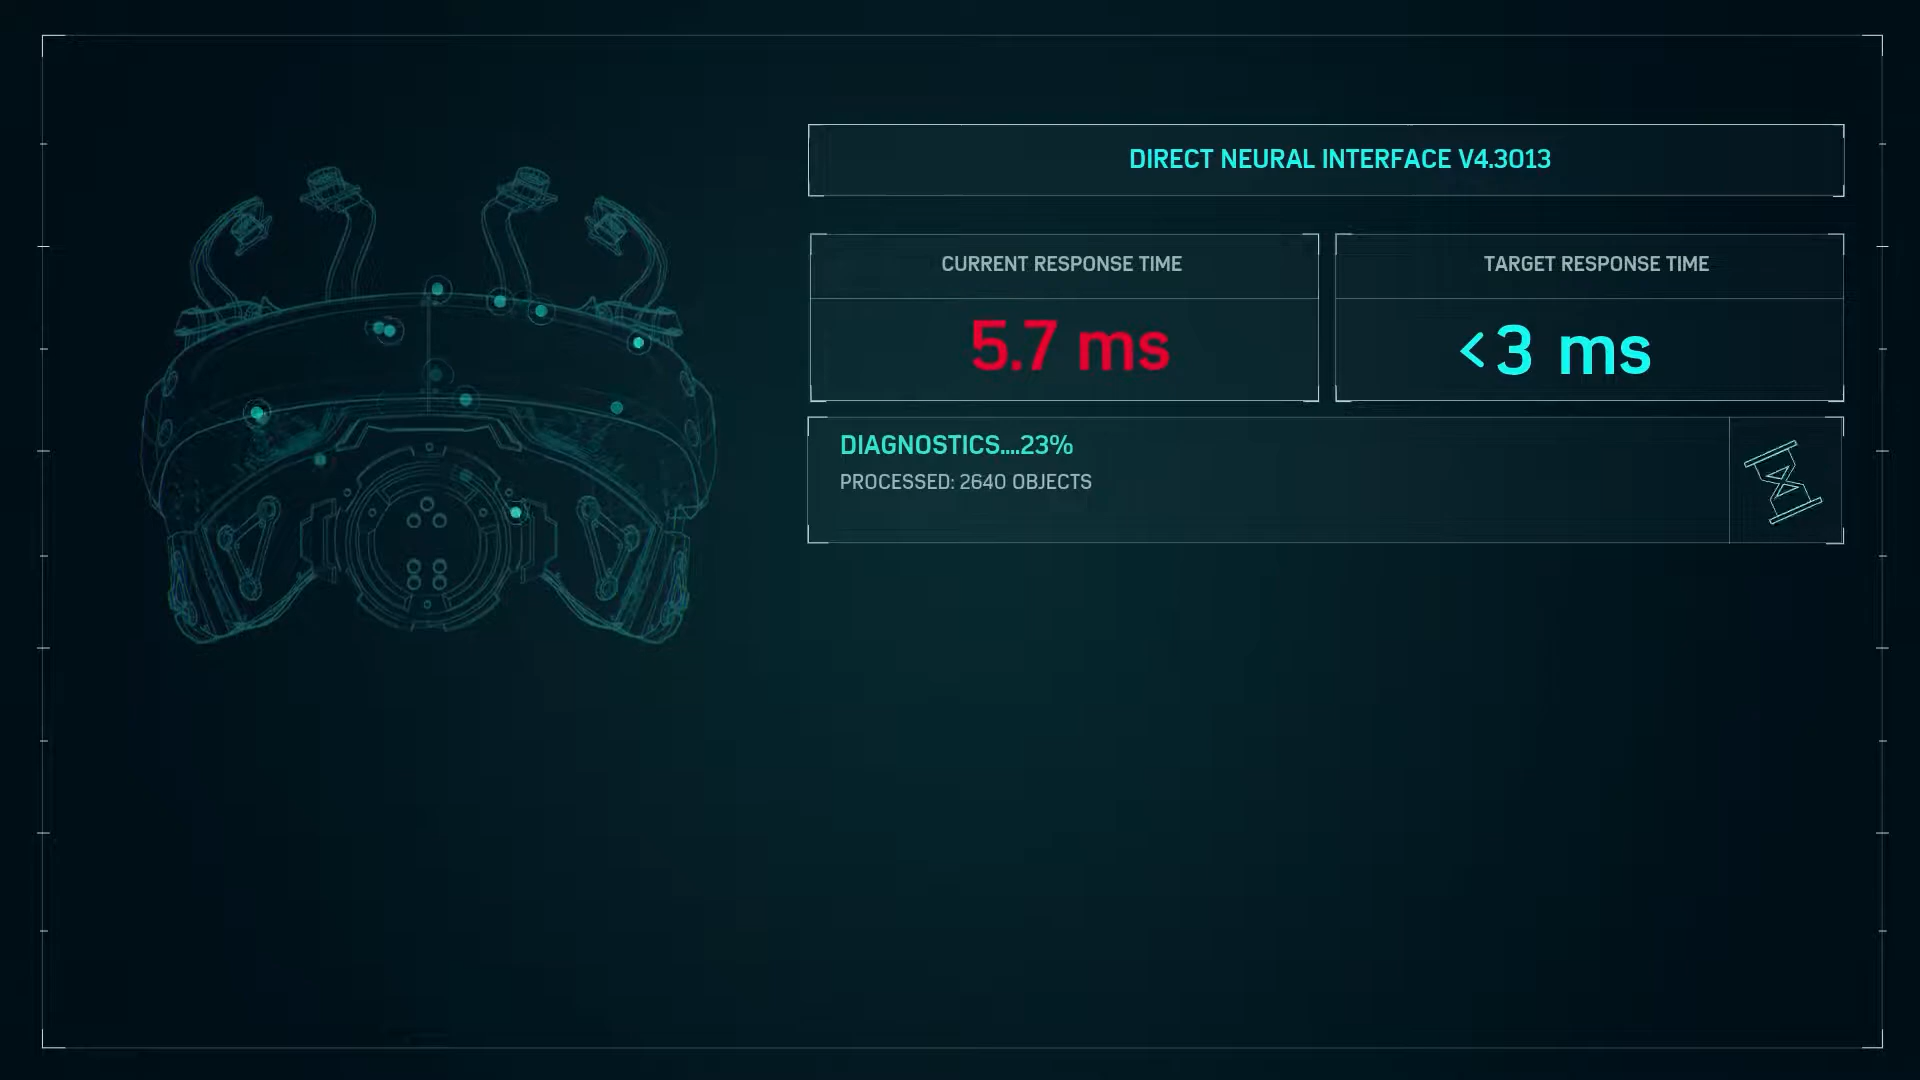 DIRECT NEURAL INTERFACE V4.3013
CURRENT RESPONSE TIME
5.7 ms
TARGET RESPONSE TIME
<3 ms
DIAGNOSTICS....23%
PROCESSED: 2640 OBJECTS